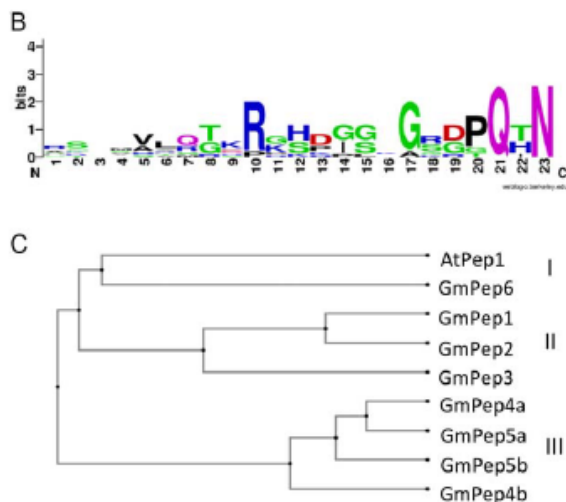 B
4
3
2
1
0
bits
R
G
P
Q
N
1 2 3 4 5 6 7 8 9 10 11 12 13 14 15 16 17 18 19 20 21 22 23
N C
C
AtPep1
I
GmPep6
GmPep1
GmPep2
II
GmPep3
GmPep4a
GmPep5a
III
GmPep5b
GmPep4b